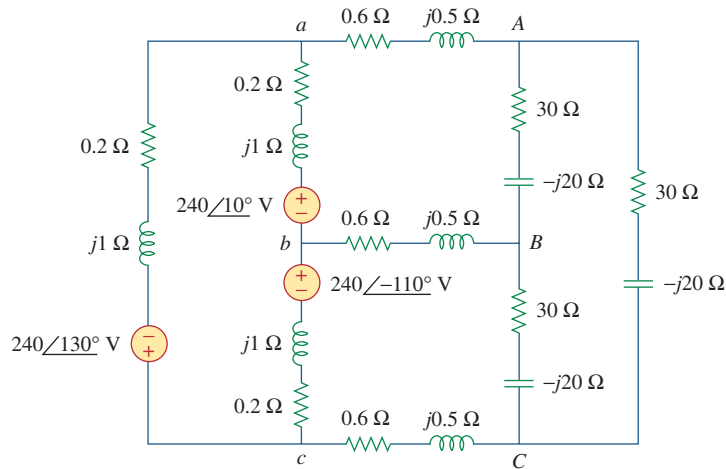 a 0.6 Ω j0.5 Ω A
0.2 Ω
30 Ω
0.2 Ω
j1 Ω
–j20 Ω
30 Ω
240/10° V
+
–
0.6 Ω j0.5 Ω
j1 Ω
b
B
+
–
240/–110° V
–j20 Ω
30 Ω
240/130° V
–
+
j1 Ω
–j20 Ω
0.2 Ω
0.6 Ω j0.5 Ω
c
C